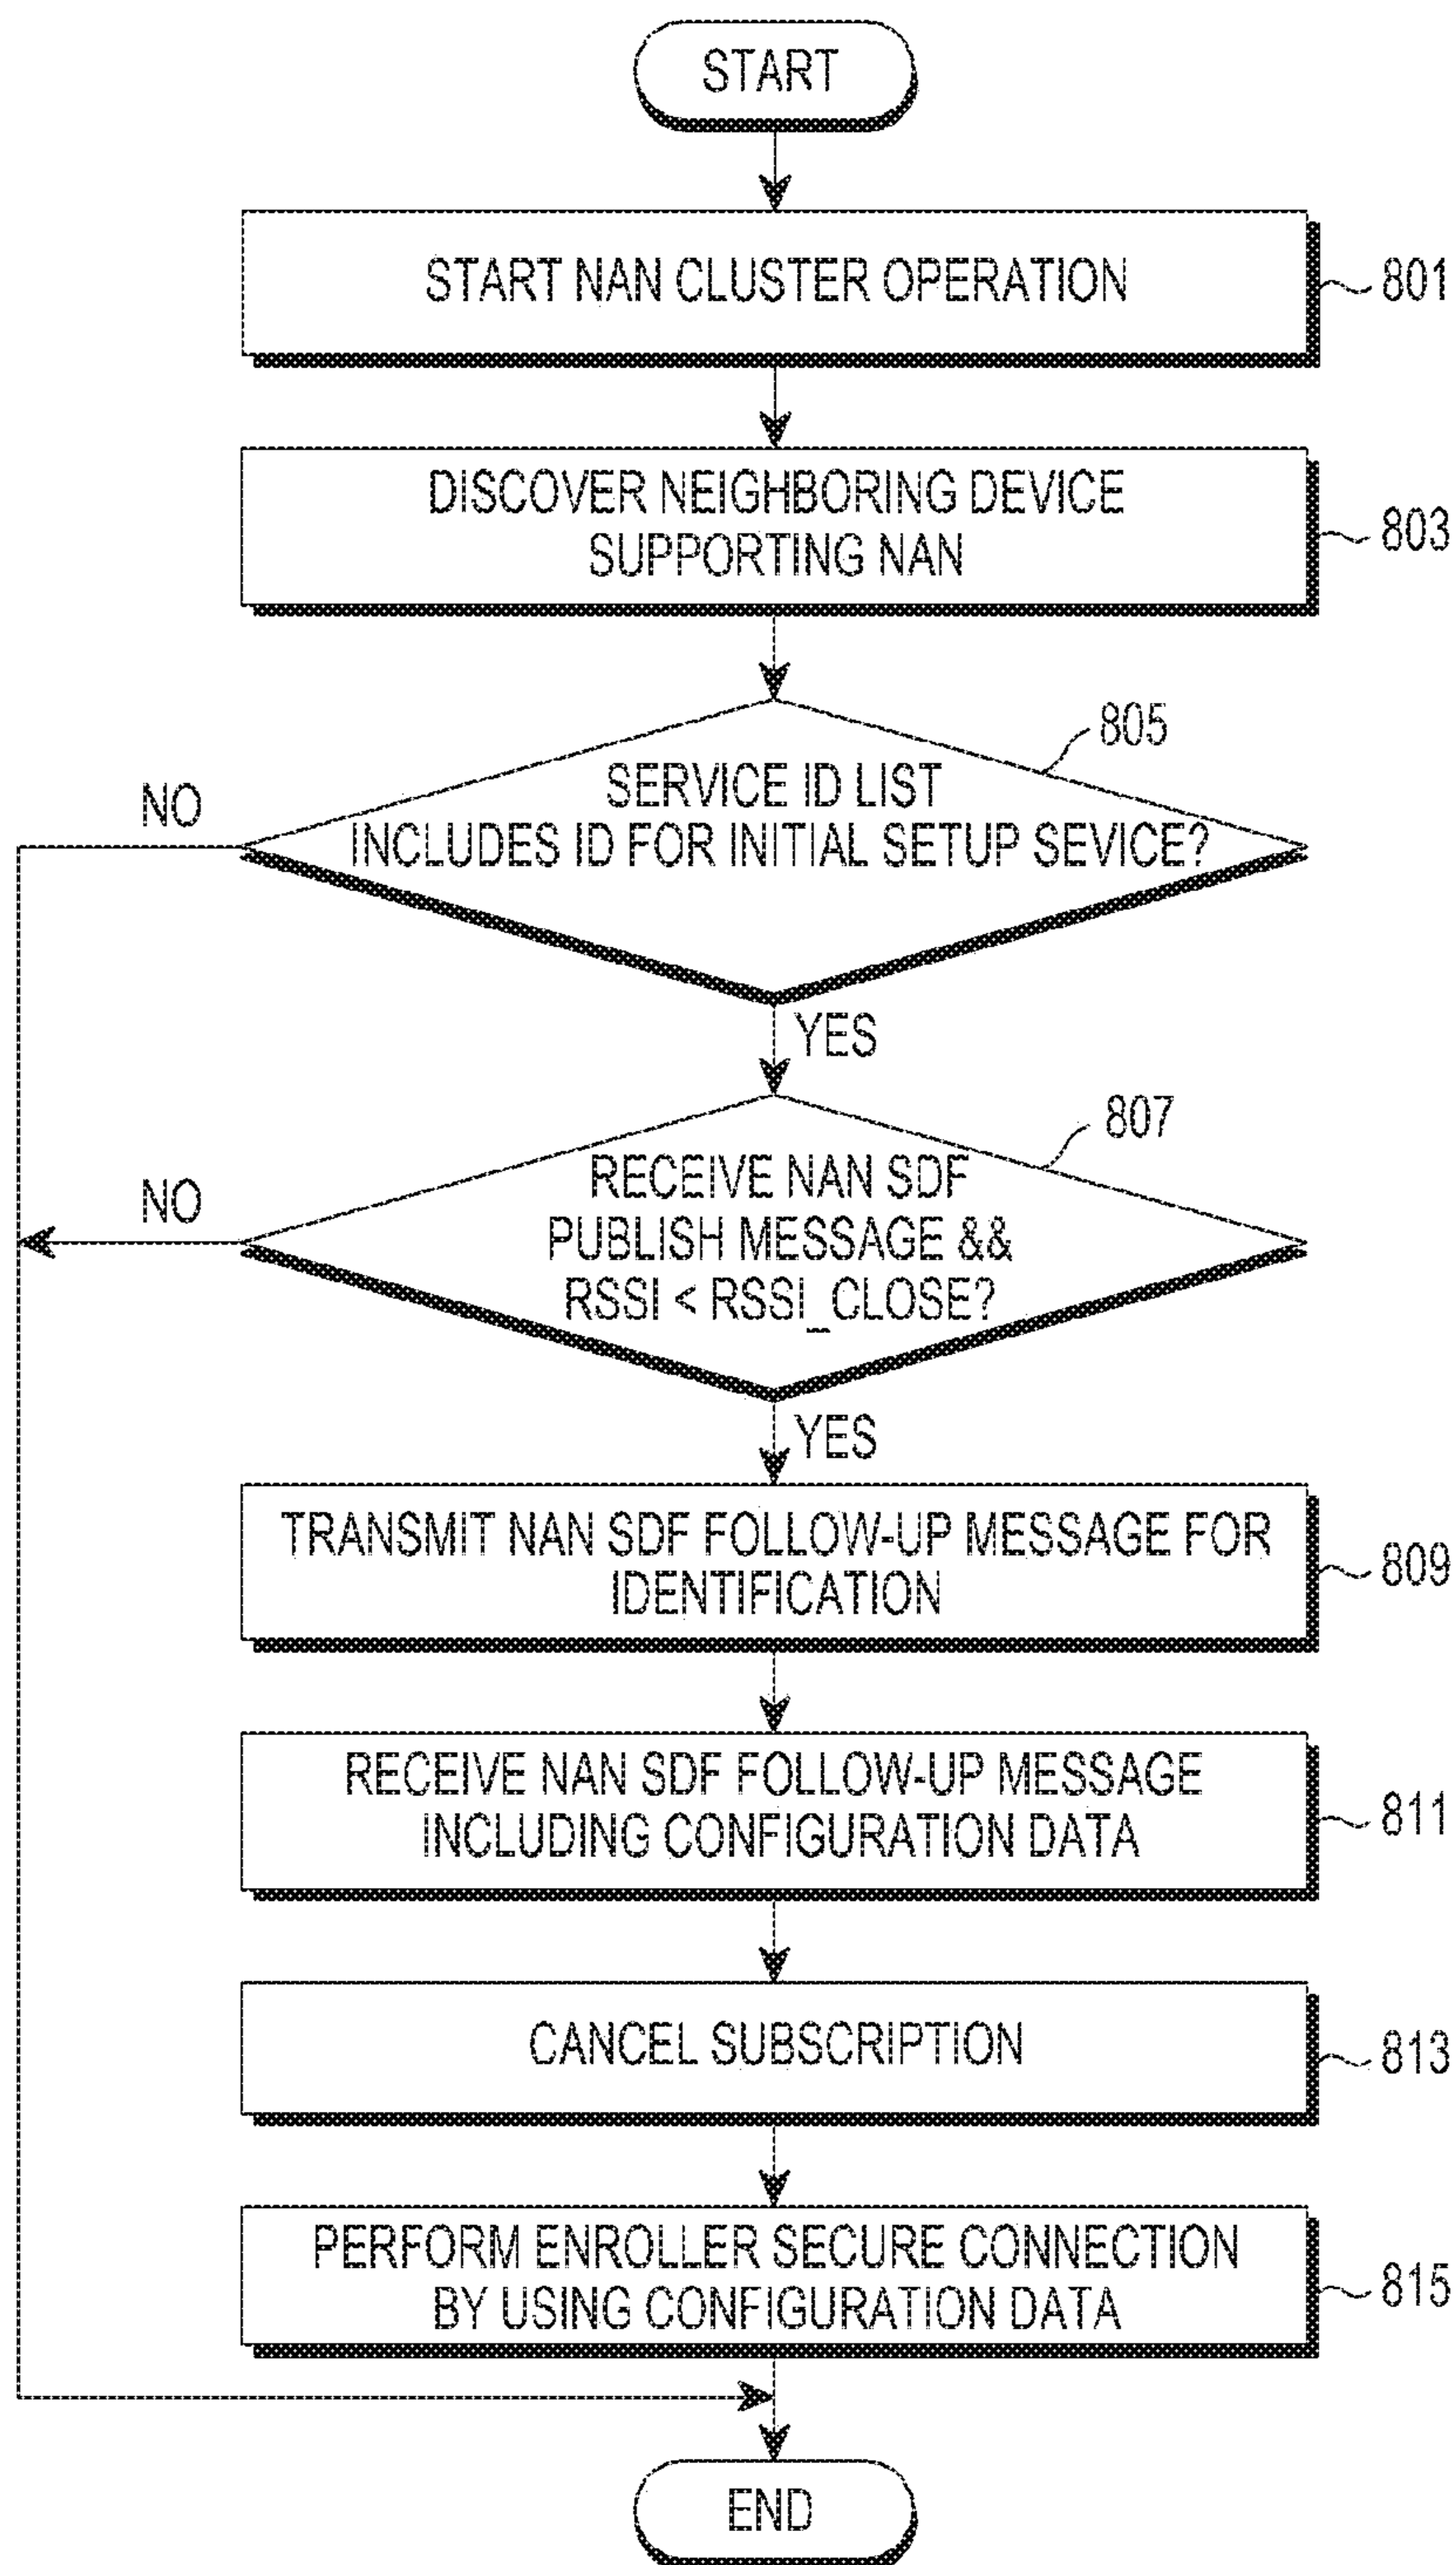 START
START NAN CLUSTER OPERATION
801
DISCOVER NEIGHBORING DEVICE
SUPPORTING NAN
803
805
SERVICE ID LIST
INCLUDES ID FOR INITIAL SETUP SEVICE?
NO
YES
807
RECEIVE NAN SDF
PUBLISH MESSAGE &&
RSSI < RSSI_CLOSE?
NO
YES
TRANSMIT NAN SDF FOLLOW-UP MESSAGE FOR
IDENTIFICATION
809
RECEIVE NAN SDF FOLLOW-UP MESSAGE
INCLUDING CONFIGURATION DATA
811
CANCEL SUBSCRIPTION
813
PERFORM ENROLLER SECURE CONNECTION
BY USING CONFIGURATION DATA
815
END